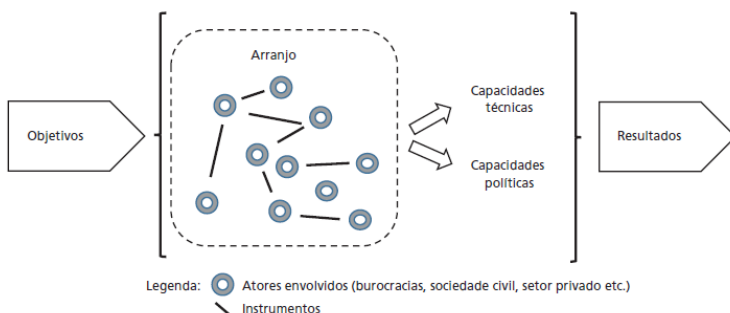 Arranjo
Objetivos
Capacidades
técnicas
Capacidades
políticas
Resultados
Legenda:
Atores envolvidos (burocracias, sociedade civil, setor privado etc.)
Instrumentos